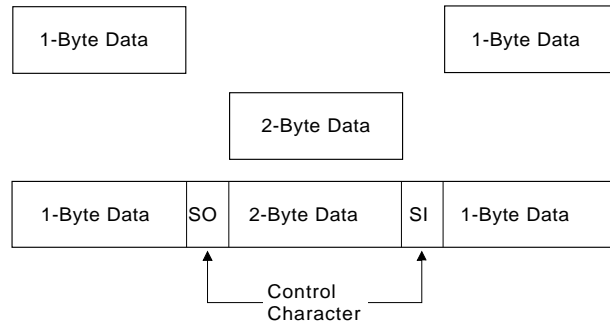 1-Byte Data 1-Byte Data
2-Byte Data
1-Byte Data SO 2-Byte Data SI 1-Byte Data
Control
Character